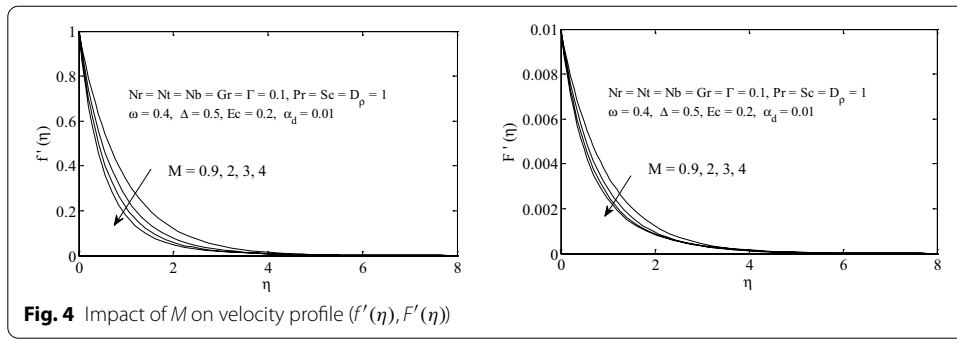 1
0.8
0.6
0.4
0.2
0
f '(η)
Nr = Nt = Nb = Gr = Γ = 0.1, Pr = Sc = D_ρ = 1
ω = 0.4, Δ = 0.5, Ec = 0.2, α_d = 0.01
M = 0.9, 2, 3, 4
0 2 4 6 8
η
0.01
0.008
0.006
0.004
0.002
0
F '(η)
Nr = Nt = Nb = Gr = Γ = 0.1, Pr = Sc = D_ρ = 1
ω = 0.4, Δ = 0.5, Ec = 0.2, α_d = 0.01
M = 0.9, 2, 3, 4
0 2 4 6 8
η
Fig. 4 Impact of M on velocity profile (f′(η), F′(η))